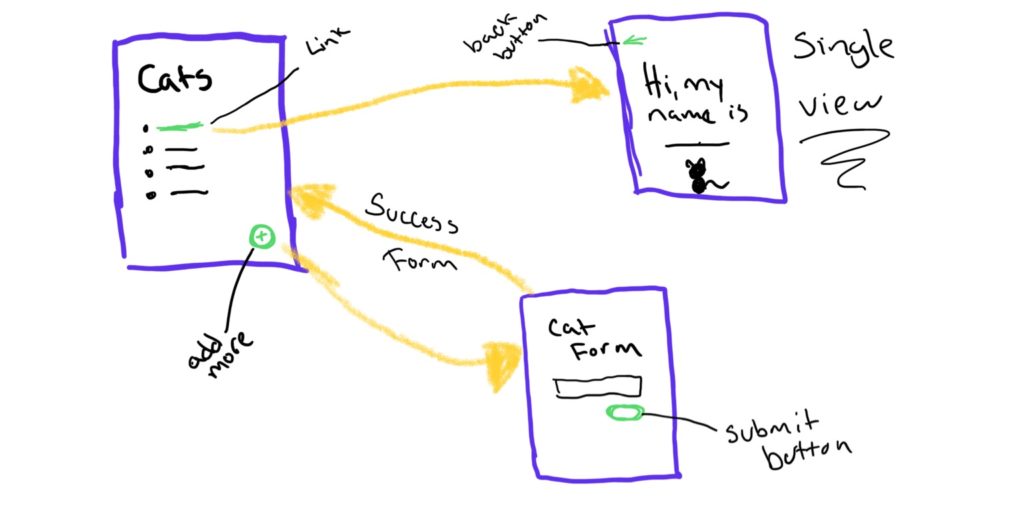 Cats
Link
back
button
Hi, my
name is
Single
view
Success
Form
add
more
Cat
Form
submit
button